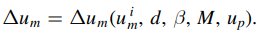 Δu_m = Δu_m(u_m^i, d, β, M, u_p).